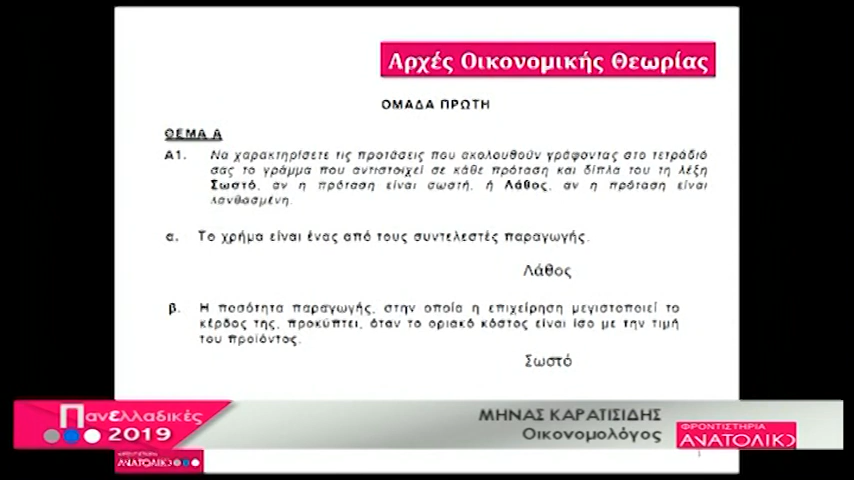 Αρχές Οικονομικής Θεωρίας
ΟΜΑΔΑ ΠΡΩΤΗ
ΘΕΜΑ Α
Α1. Να χαρακτηρίσετε τις προτάσεις που ακολουθούν γράφοντας στο τετράδιό
σας το γράμμα που αντιστοιχεί σε κάθε πρόταση και δίπλα του τη λέξη
Σωστό, αν η πρόταση είναι σωστή, ή Λάθος, αν η πρόταση είναι
λανθασμένη.
α. Το χρήμα είναι ένας από τους συντελεστές παραγωγής.
Λάθος
β. Η ποσότητα παραγωγής, στην οποία η επιχείρηση μεγιστοποιεί το
κέρδος της, προκύπτει, όταν το οριακό κόστος είναι ίσο με την τιμή
του προϊόντος.
Σωστό
Πανελλαδικές
2019
ΜΗΝΑΣ ΚΑΡΑΤΙΣΙΔΗΣ
Οικονομολόγος
ΦΡΟΝΤΙΣΤΗΡΙΑ
ΑΝΑΤΟΛΙΚΟ
ΦΡΟΝΤΙΣΤΗΡΙΑ
ΑΝΑΤΟΛΙΚΟ